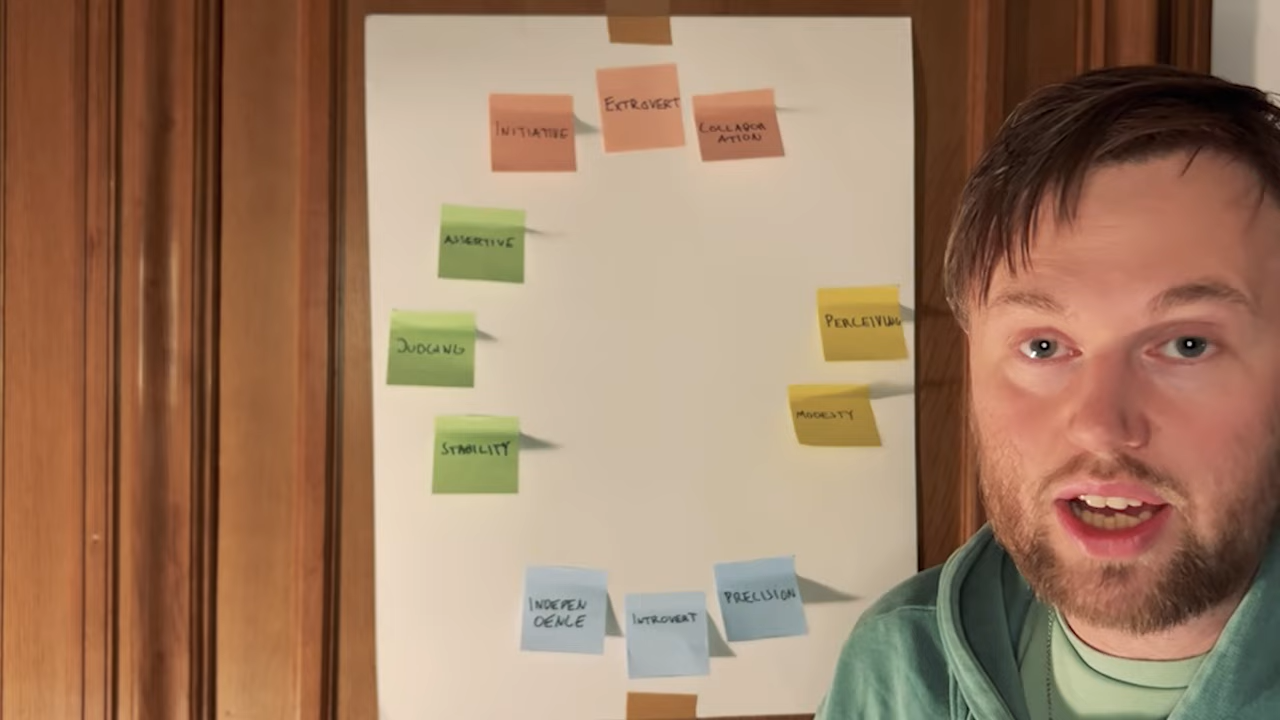 EXTROVERT
INITIATIVE
COLLABOR
ATION
ASSERTIVE
PERCEIVING
JUDGING
MODESTY
STABILITY
INDEPEN
DENCE
INTROVERT
PRECISION